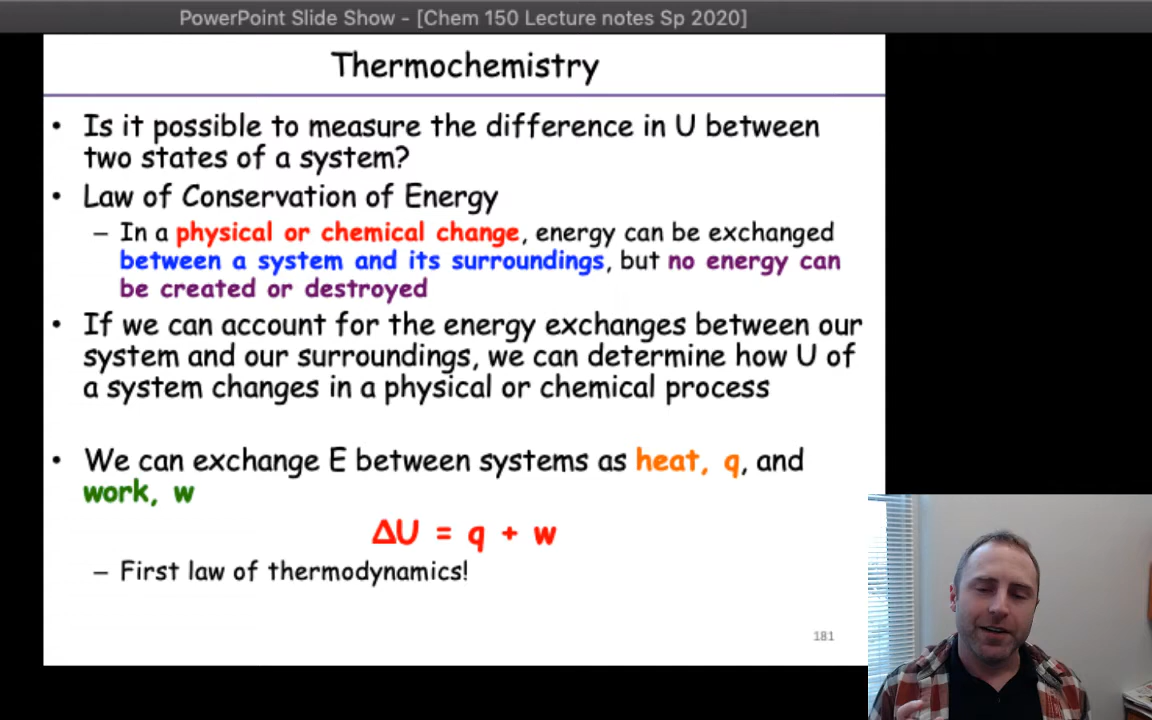 PowerPoint Slide Show - [Chem 150 Lecture notes Sp 2020]
Thermochemistry
• Is it possible to measure the difference in U between
two states of a system?
• Law of Conservation of Energy
– In a physical or chemical change, energy can be exchanged
between a system and its surroundings, but no energy can
be created or destroyed
• If we can account for the energy exchanges between our
system and our surroundings, we can determine how U of
a system changes in a physical or chemical process
• We can exchange E between systems as heat, q, and
work, w
ΔU = q + w
– First law of thermodynamics!
181